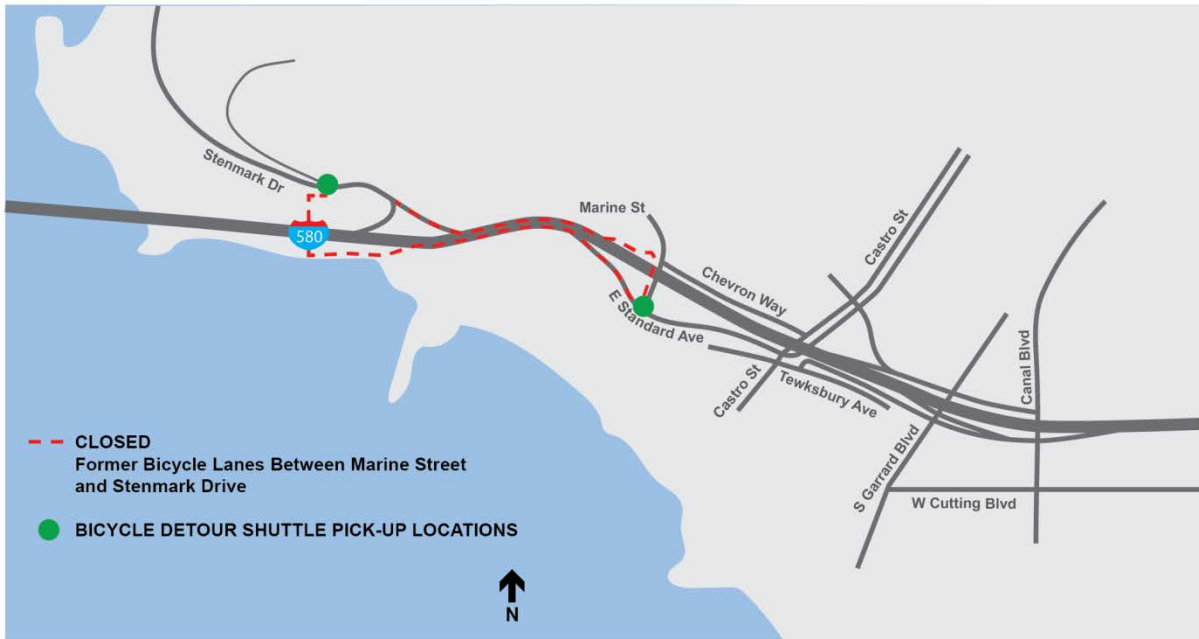 Stenmark Dr
580
Marine St
Castro St
Chevron Way
E Standard Ave
Castro St
Tewksbury Ave
Canal Blvd
S Garrard Blvd
W Cutting Blvd
CLOSED
Former Bicycle Lanes Between Marine Street
and Stenmark Drive
BICYCLE DETOUR SHUTTLE PICK-UP LOCATIONS
N